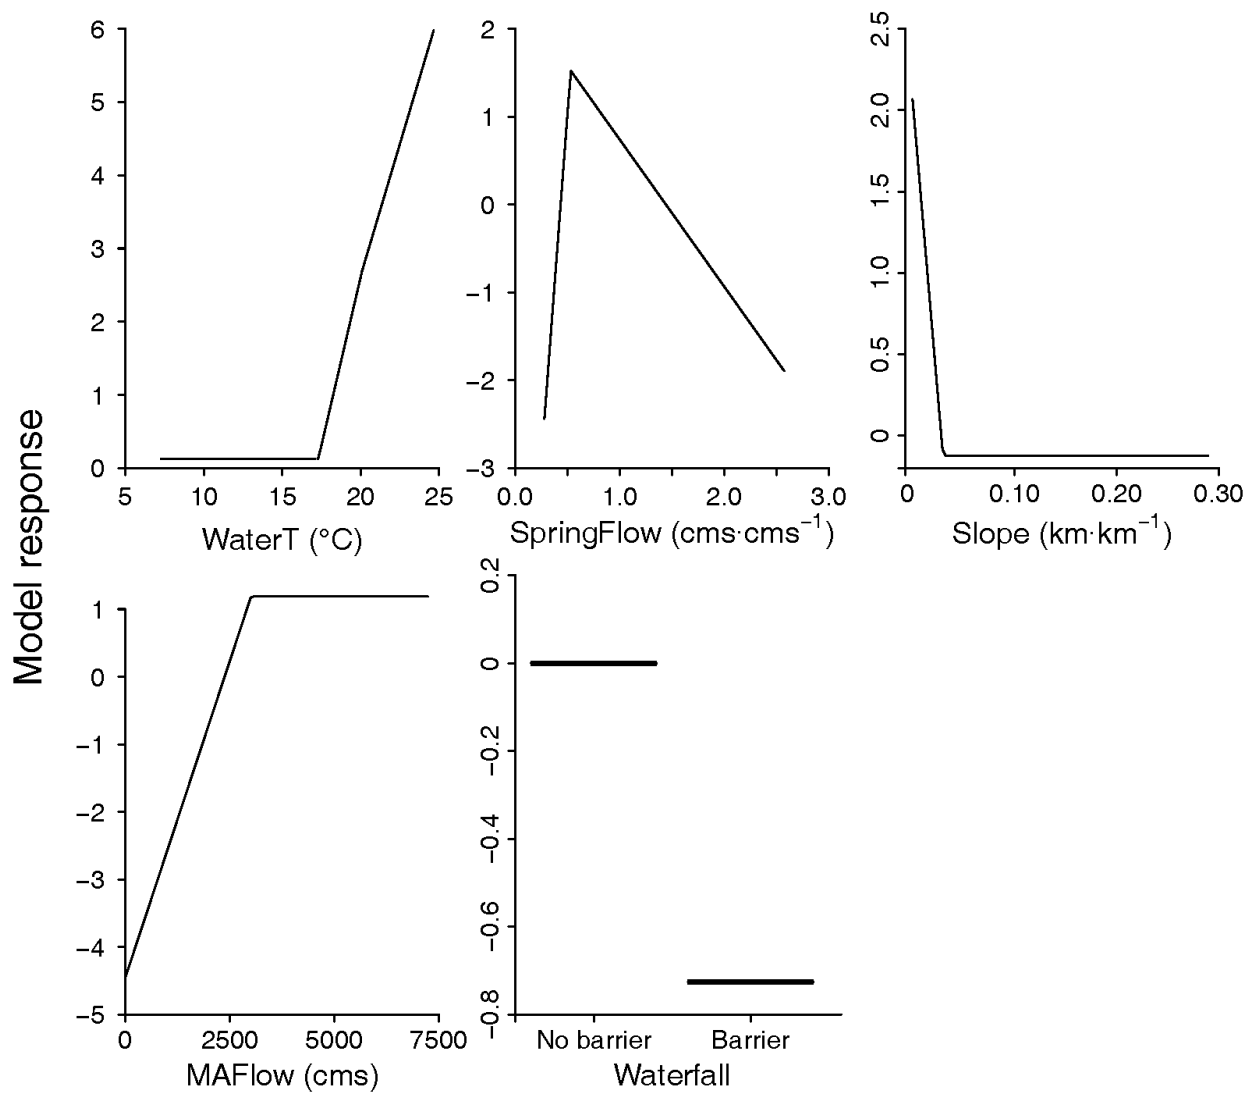 Model response
6
5
4
3
2
1
0
5 10 15 20 25
WaterT (°C)
2
1
0
−1
−2
−3
0.0 1.0 2.0 3.0
SpringFlow (cms·cms⁻¹)
2.5
2.0
1.5
1.0
0.5
0
0 0.10 0.20 0.30
Slope (km·km⁻¹)
1
0
−1
−2
−3
−4
−5
0 2500 5000 7500
MAFlow (cms)
0.2
0
−0.2
−0.4
−0.6
−0.8
No barrier Barrier
Waterfall